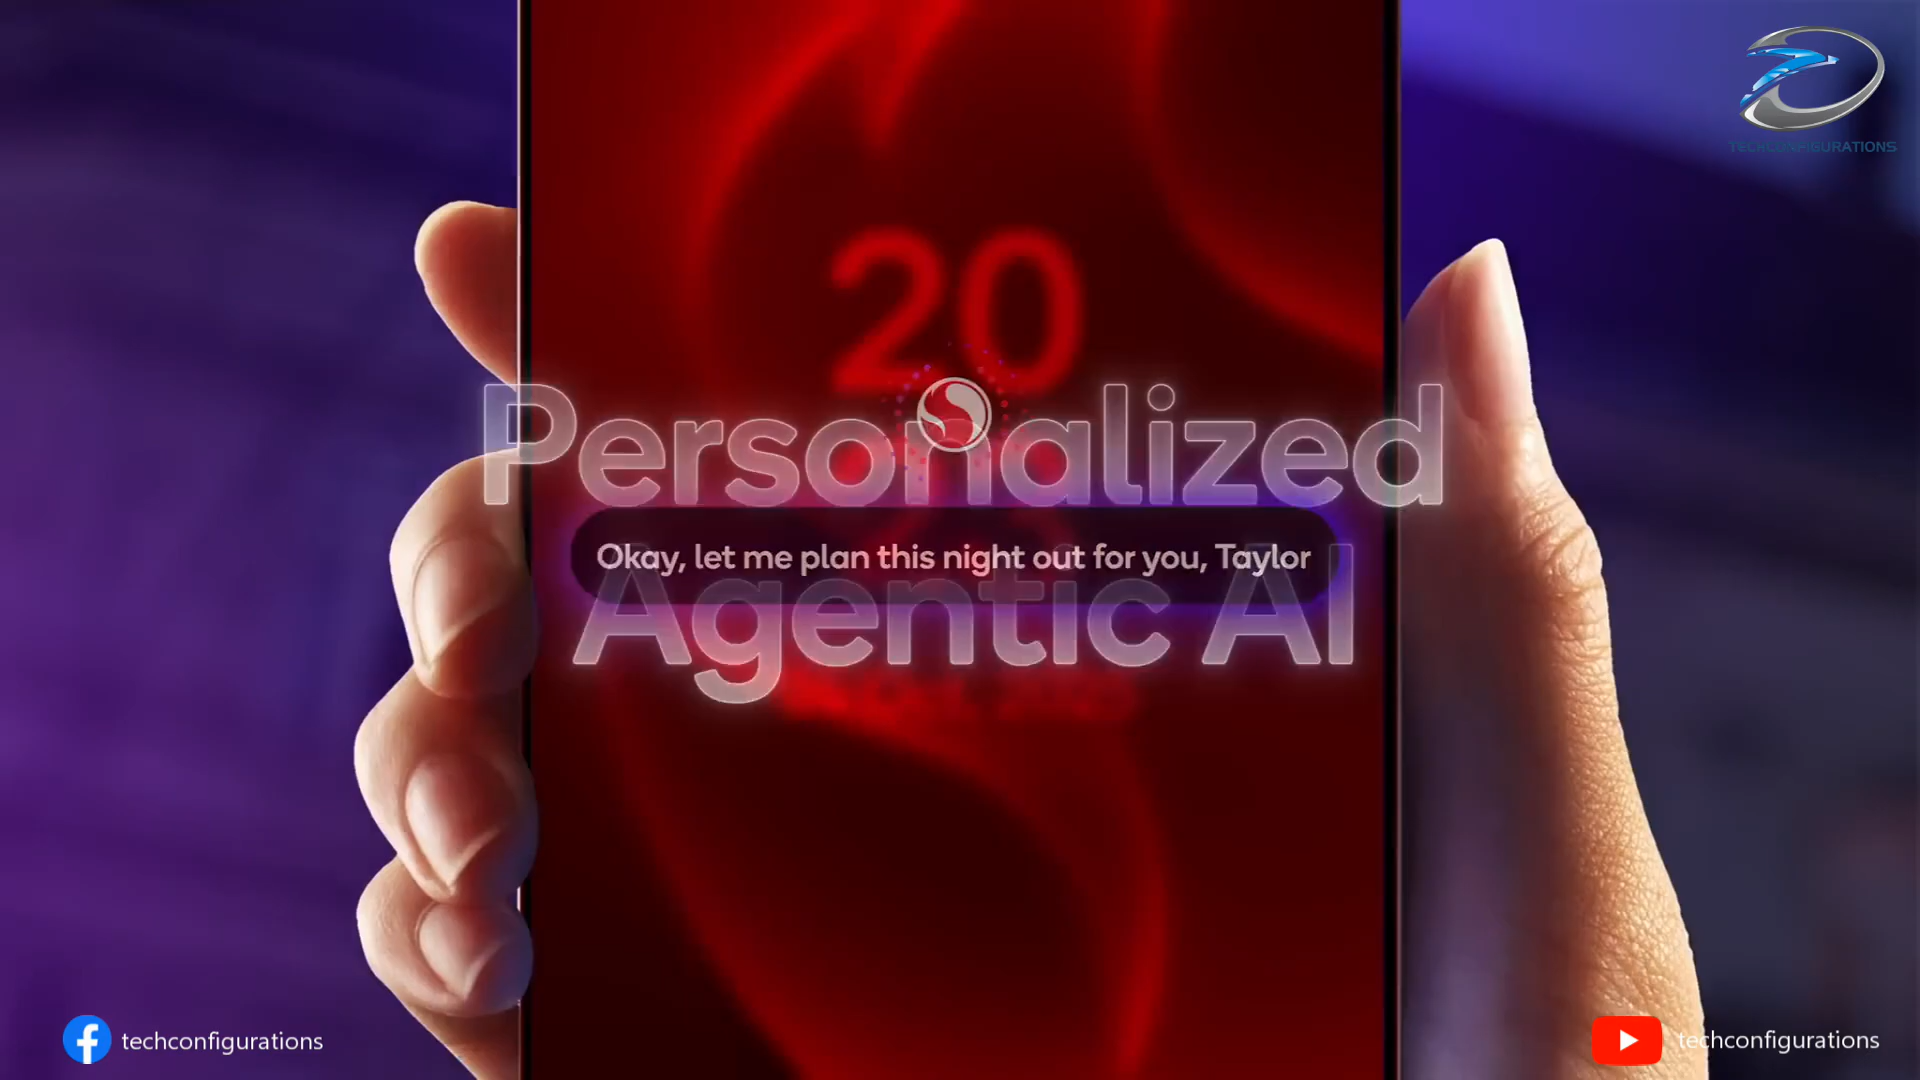 TECHCONFIGURATIONS
20
Personalized
Okay, let me plan this night out for you, Taylor
Agentic AI
techconfigurations
techconfigurations